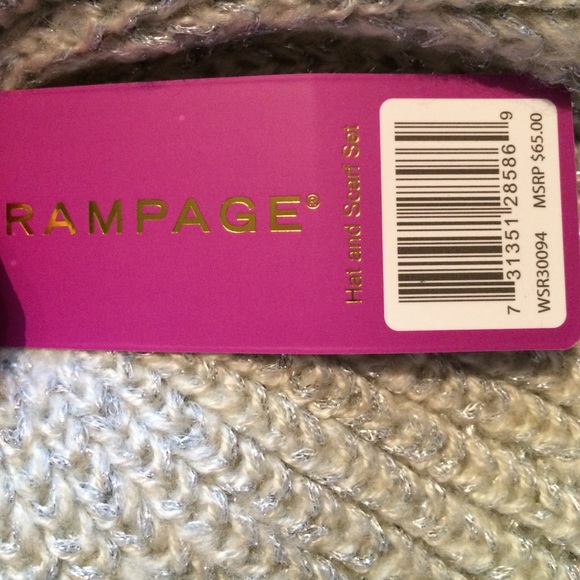 RAMPAGE®
Hat and Scarf Set
7 31351 28586 9
WSR30094 MSRP $65.00